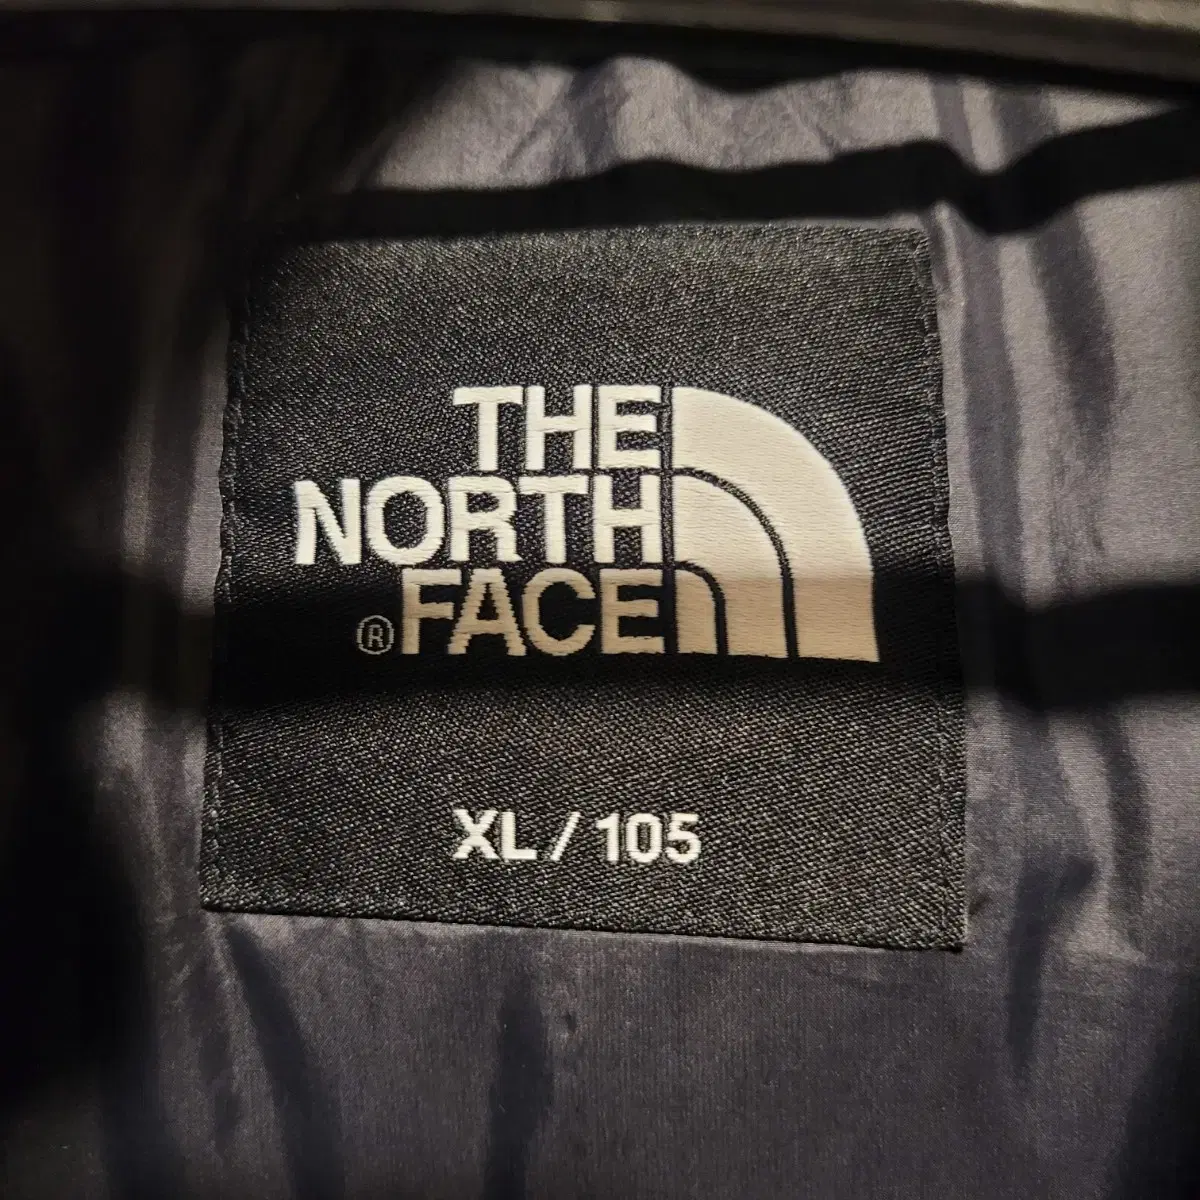 THE
NORTH
® FACE
XL / 105